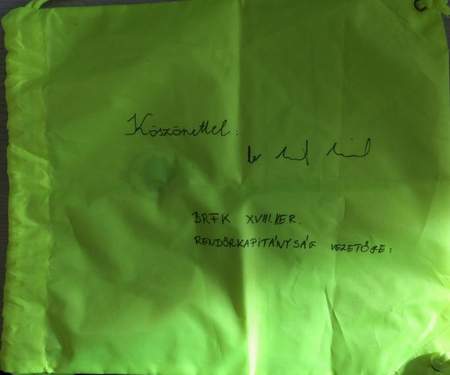 Köszönettel:
BRFK XVIII.KER.
RENDŐRKAPITÁNYSÁG VEZETŐJE: